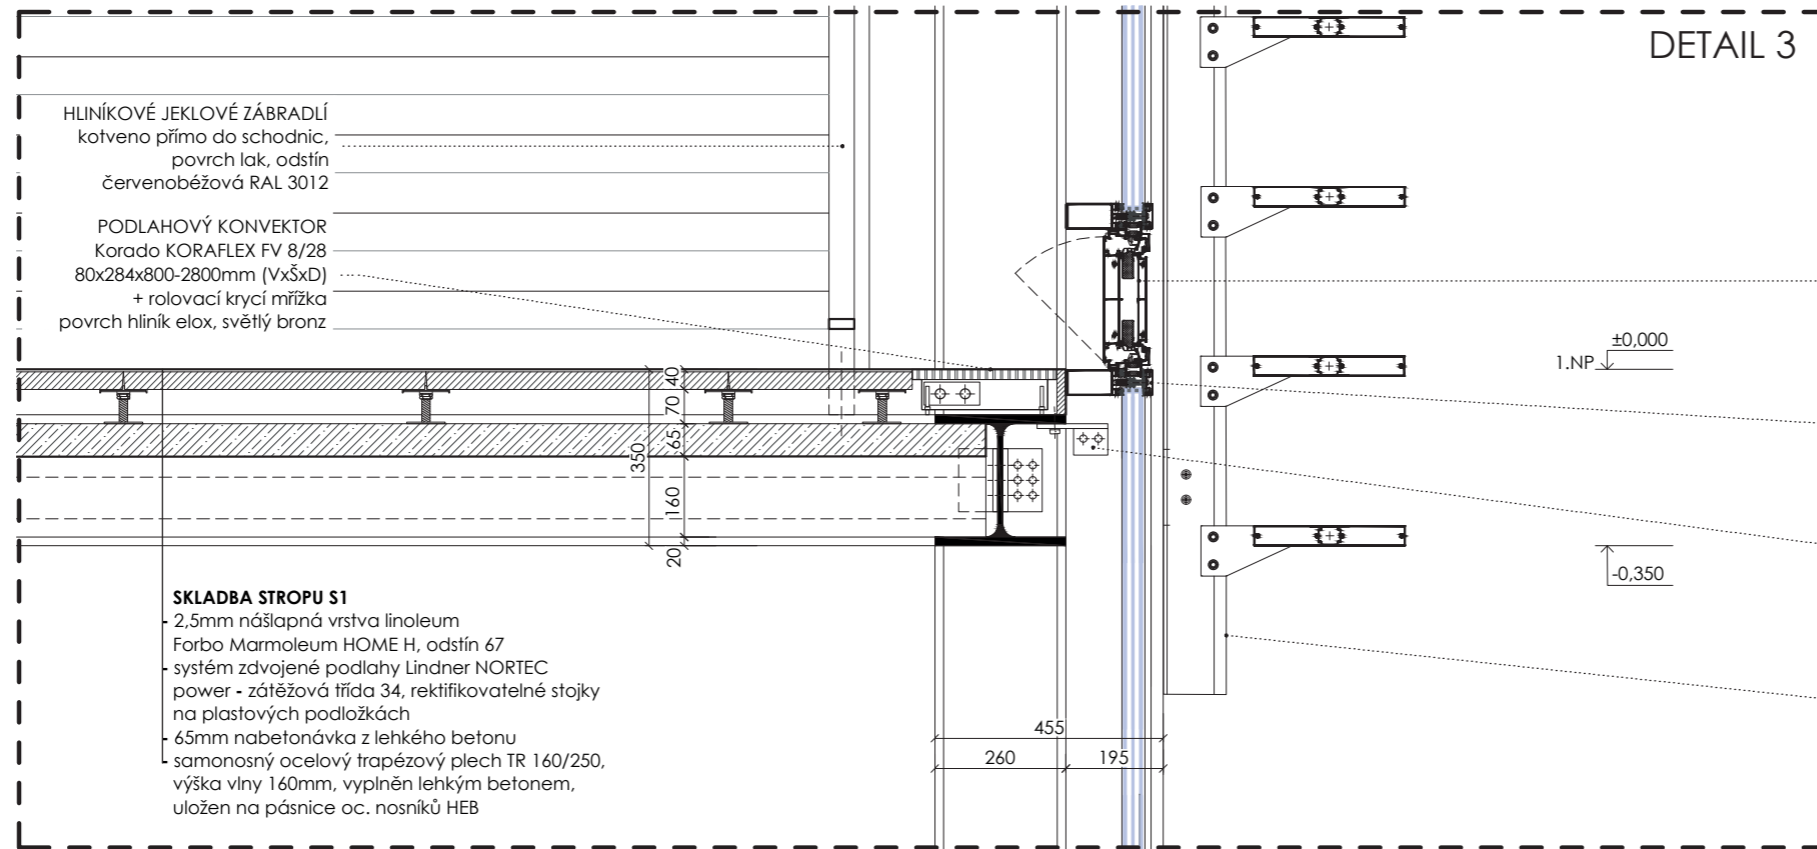 DETAIL 3
HLINÍKOVÉ JEKLOVÉ ZÁBRADLÍ
kotveno přímo do schodnic,
povrch lak, odstín
červenobéžová RAL 3012
PODLAHOVÝ KONVEKTOR
Korado KORAFLEX FV 8/28
80x284x800-2800mm (VxŠxD)
+ rolovací krycí mřížka
povrch hliník elox, světlý bronz
±0,000
1.NP
40
70
65
350
160
20
-0,350
SKLADBA STROPU S1
2,5mm nášlapná vrstva linoleum
Forbo Marmoleum HOME H, odstín 67
systém zdvojené podlahy Lindner NORTEC
power - zátěžová třída 34, rektifikovatelné stojky
na plastových podložkách
65mm nabetonávka z lehkého betonu
samonosný ocelový trapézový plech TR 160/250,
výška vlny 160mm, vyplněn lehkým betonem,
uložen na pásnice oc. nosníků HEB
455
260
195